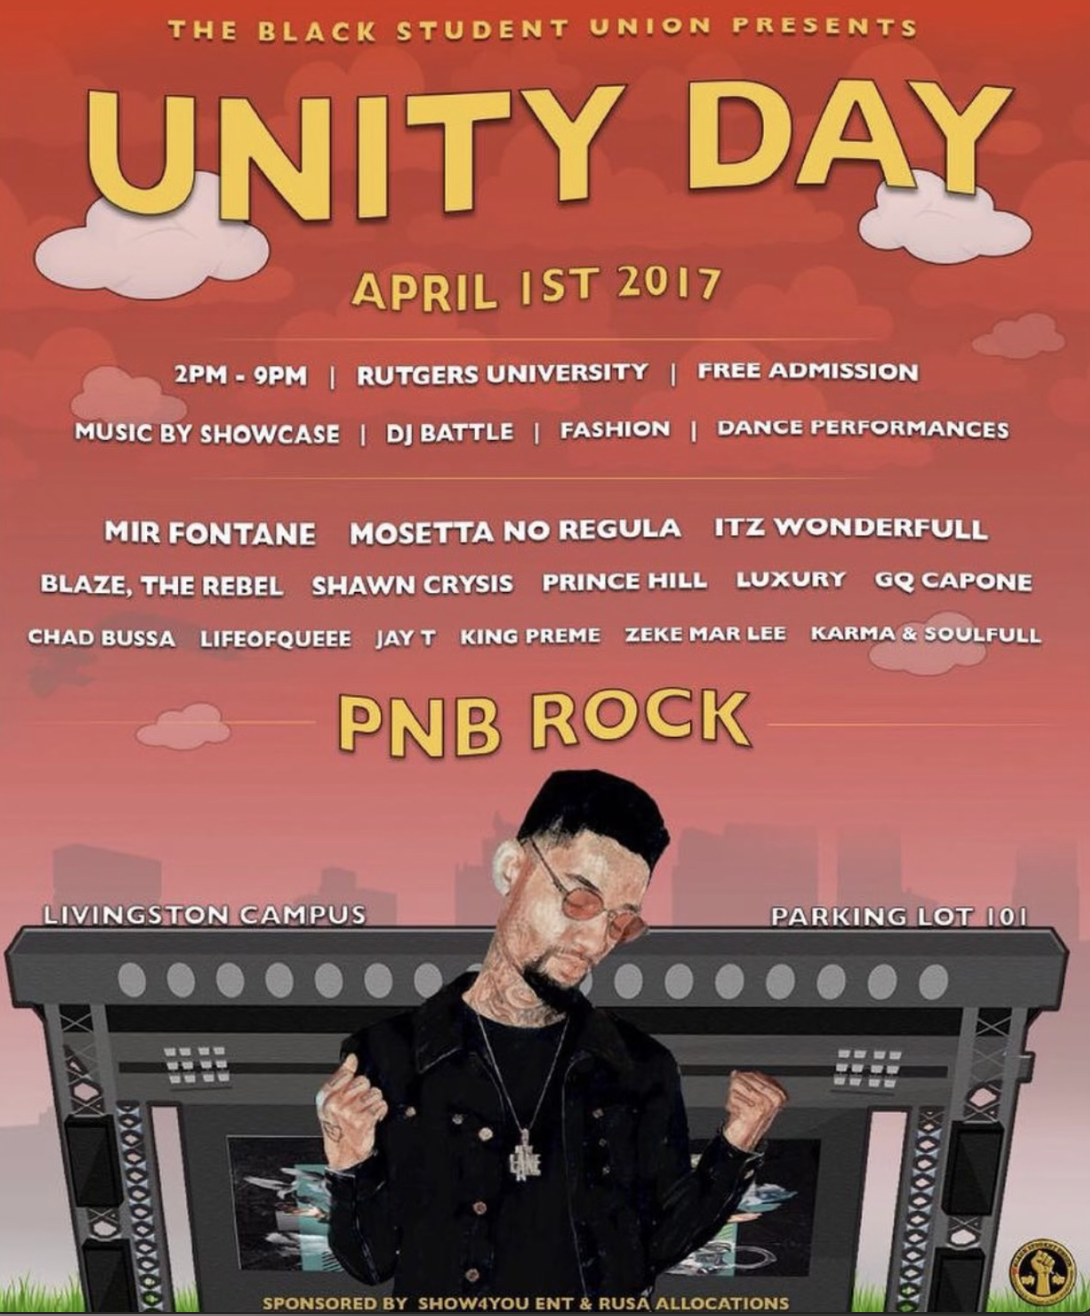 THE BLACK STUDENT UNION PRESENTS
UNITY DAY
APRIL 1ST 2017
2PM - 9PM | RUTGERS UNIVERSITY | FREE ADMISSION
MUSIC BY SHOWCASE | DJ BATTLE | FASHION | DANCE PERFORMANCES
MIR FONTANE MOSETTA NO REGULA ITZ WONDERFULL
BLAZE, THE REBEL SHAWN CRYSIS PRINCE HILL LUXURY GQ CAPONE
CHAD BUSSA LIFEOFQUEEE JAY T KING PREME ZEKE MAR LEE KARMA & SOULFULL
PNB ROCK
LIVINGSTON CAMPUS PARKING LOT 101
SPONSORED BY SHOW4YOU ENT & RUSA ALLOCATIONS